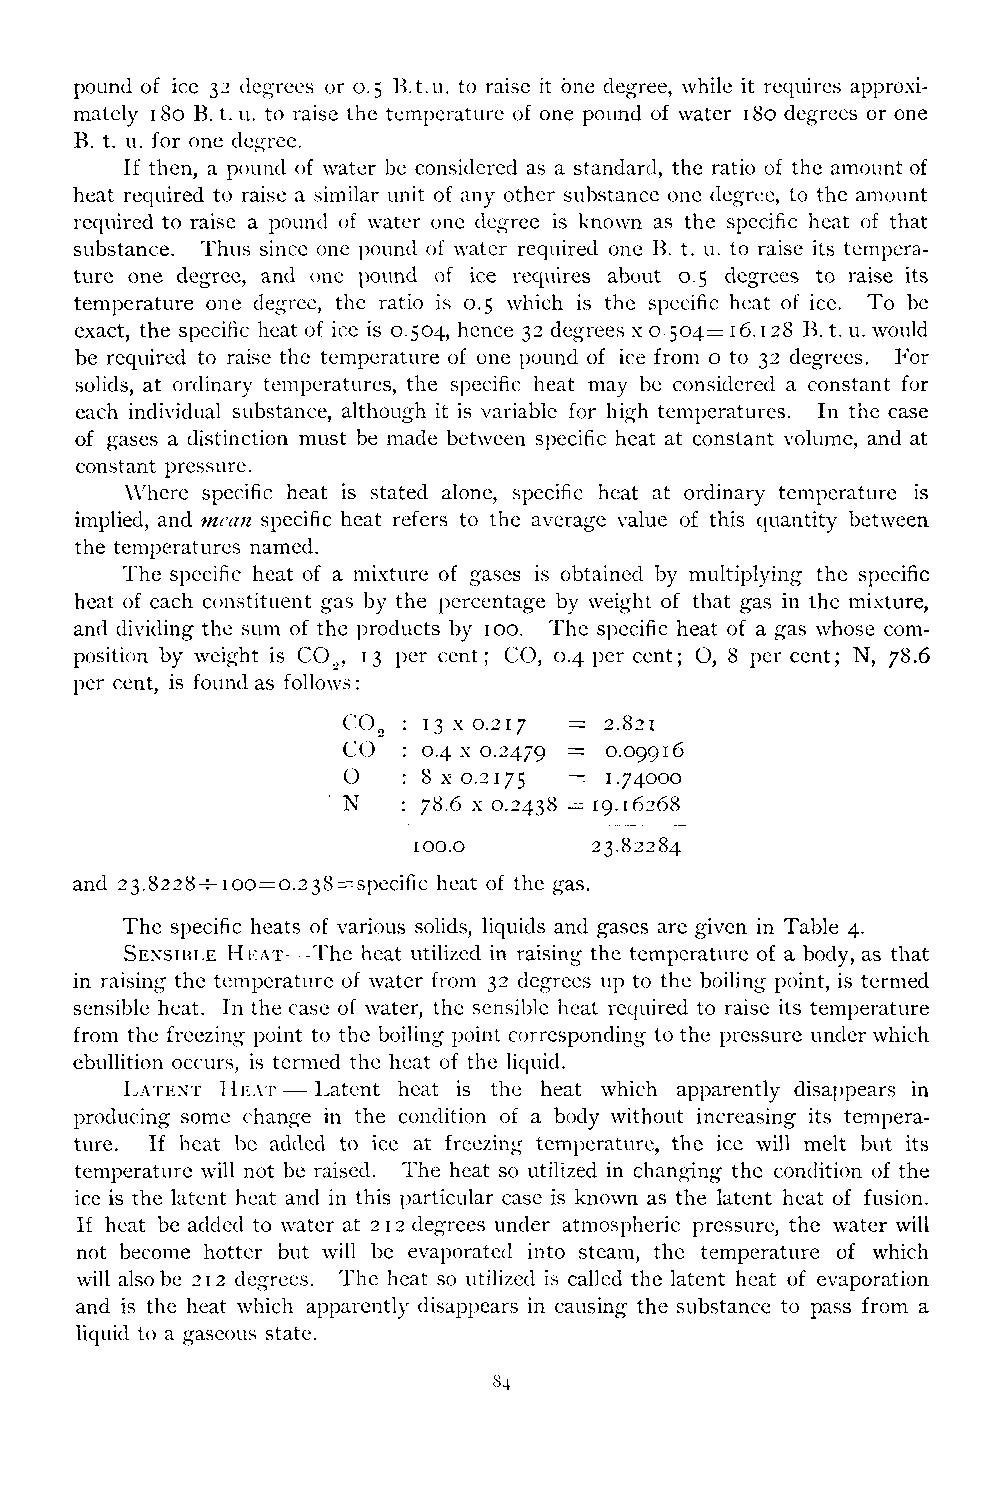 pound of ice 32 degrees or 0.5 B.t.u. to raise it one degree, while it requires approxi-
mately 180 B. t. u. to raise the temperature of one pound of water 180 degrees or one
B. t. u. for one degree.
If then, a pound of water be considered as a standard, the ratio of the amount of
heat required to raise a similar unit of any other substance one degree, to the amount
required to raise a pound of water one degree is known as the specific heat of that
substance. Thus since one pound of water required one B. t. u. to raise its tempera-
ture one degree, and one pound of ice requires about 0.5 degrees to raise its
temperature one degree, the ratio is 0.5 which is the specific heat of ice. To be
exact, the specific heat of ice is 0.504, hence 32 degrees x 0.504=16.128 B. t. u. would
be required to raise the temperature of one pound of ice from 0 to 32 degrees. For
solids, at ordinary temperatures, the specific heat may be considered a constant for
each individual substance, although it is variable for high temperatures. In the case
of gases a distinction must be made between specific heat at constant volume, and at
constant pressure.
Where specific heat is stated alone, specific heat at ordinary temperature is
implied, and mean specific heat refers to the average value of this quantity between
the temperatures named.
The specific heat of a mixture of gases is obtained by multiplying the specific
heat of each constituent gas by the percentage by weight of that gas in the mixture,
and dividing the sum of the products by 100. The specific heat of a gas whose com-
position by weight is CO₂, 13 per cent; CO, 0.4 per cent; O, 8 per cent; N, 78.6
per cent, is found as follows:
CO₂ : 13 x 0.217 = 2.821
CO : 0.4 x 0.2479 = 0.09916
O : 8 x 0.2175 = 1.74000
N : 78.6 x 0.2438 = 19.16268
100.0 23.82284
and 23.8228÷100=0.238=specific heat of the gas.
The specific heats of various solids, liquids and gases are given in Table 4.
SENSIBLE HEAT--The heat utilized in raising the temperature of a body, as that
in raising the temperature of water from 32 degrees up to the boiling point, is termed
sensible heat. In the case of water, the sensible heat required to raise its temperature
from the freezing point to the boiling point corresponding to the pressure under which
ebullition occurs, is termed the heat of the liquid.
LATENT HEAT — Latent heat is the heat which apparently disappears in
producing some change in the condition of a body without increasing its tempera-
ture. If heat be added to ice at freezing temperature, the ice will melt but its
temperature will not be raised. The heat so utilized in changing the condition of the
ice is the latent heat and in this particular case is known as the latent heat of fusion.
If heat be added to water at 212 degrees under atmospheric pressure, the water will
not become hotter but will be evaporated into steam, the temperature of which
will also be 212 degrees. The heat so utilized is called the latent heat of evaporation
and is the heat which apparently disappears in causing the substance to pass from a
liquid to a gaseous state.
84